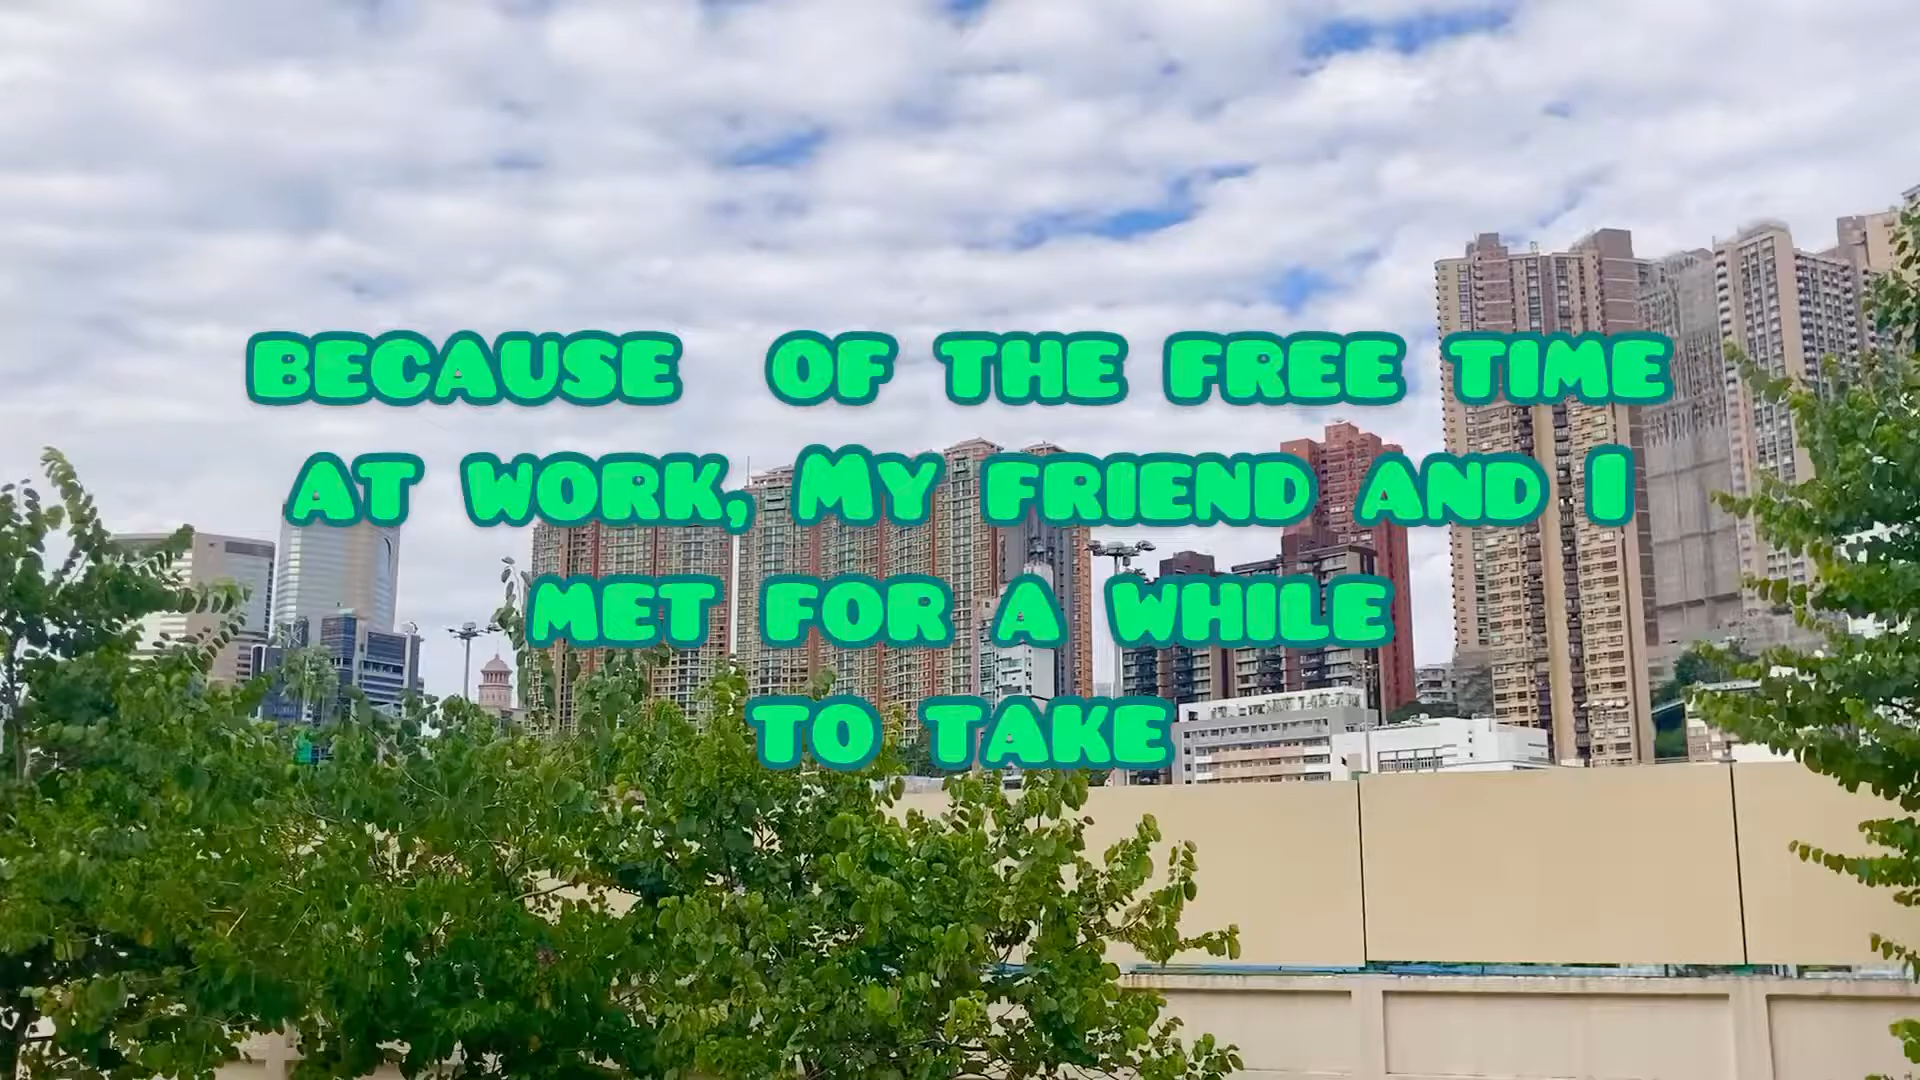 BECAUSE OF THE FREE TIME
AT WORK, MY FRIEND AND I
MET FOR A WHILE
TO TAKE